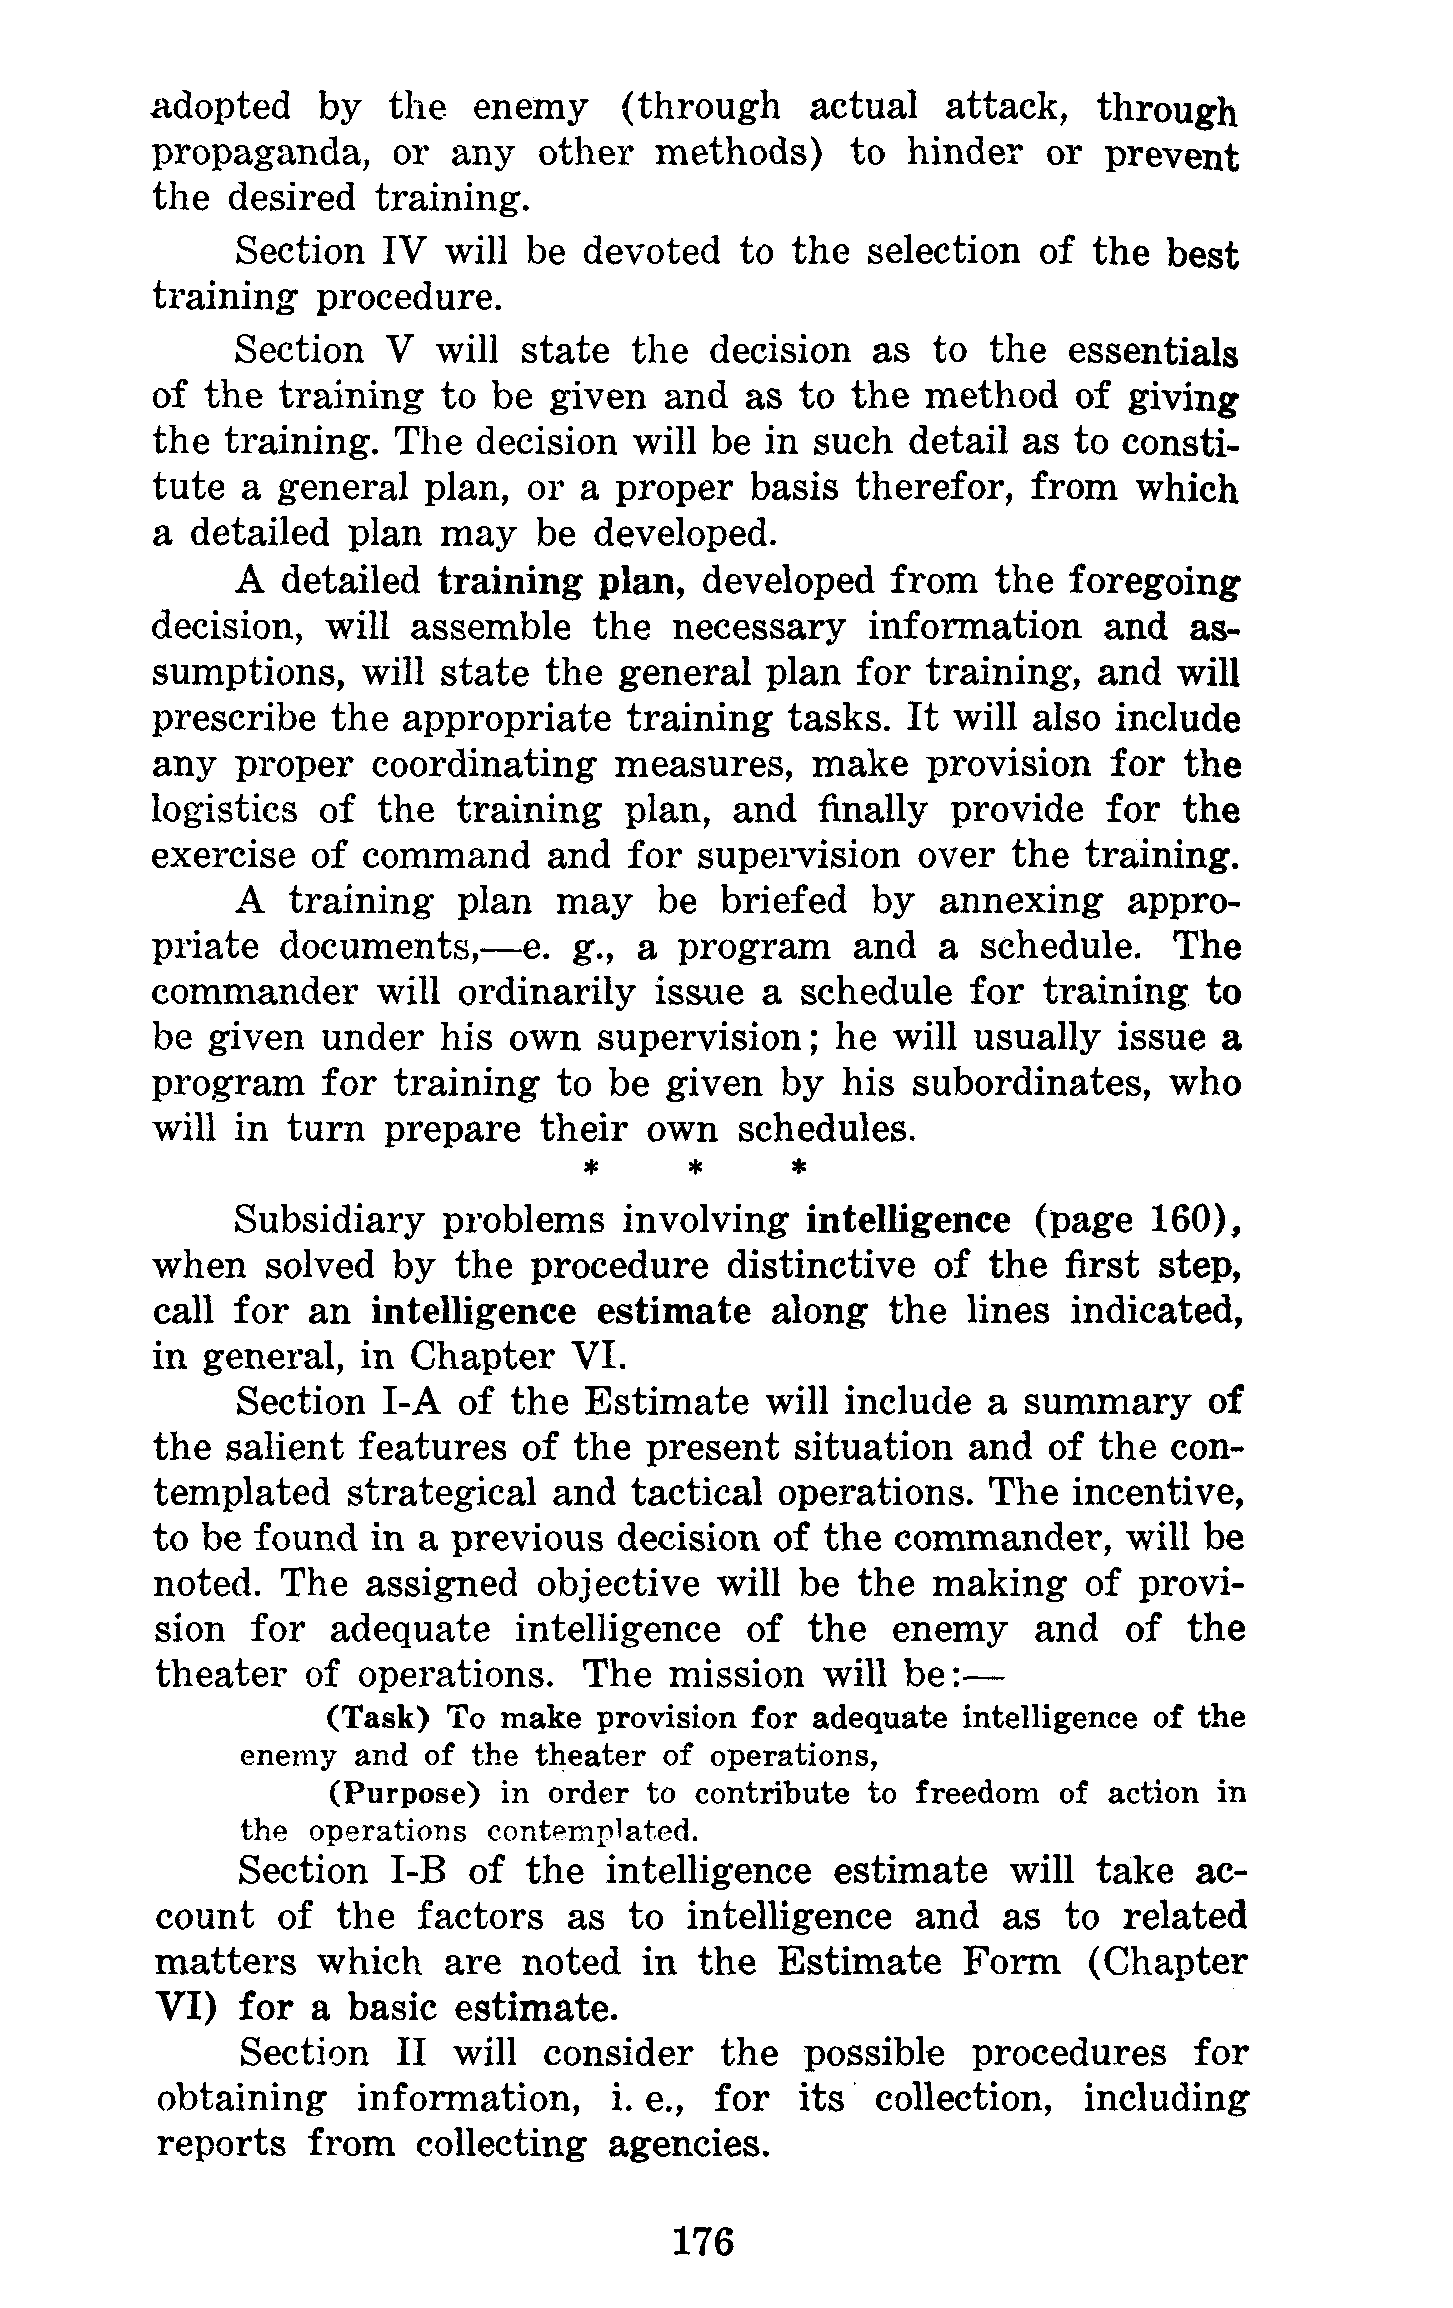 adopted by the enemy (through actual attack, through
propaganda, or any other methods) to hinder or prevent
the desired training.
Section IV will be devoted to the selection of the best
training procedure.
Section V will state the decision as to the essentials
of the training to be given and as to the method of giving
the training. The decision will be in such detail as to consti-
tute a general plan, or a proper basis therefor, from which
a detailed plan may be developed.
A detailed training plan, developed from the foregoing
decision, will assemble the necessary information and as-
sumptions, will state the general plan for training, and will
prescribe the appropriate training tasks. It will also include
any proper coordinating measures, make provision for the
logistics of the training plan, and finally provide for the
exercise of command and for supervision over the training.
A training plan may be briefed by annexing appro-
priate documents,—e. g., a program and a schedule. The
commander will ordinarily issue a schedule for training to
be given under his own supervision; he will usually issue a
program for training to be given by his subordinates, who
will in turn prepare their own schedules.
* * *
Subsidiary problems involving intelligence (page 160),
when solved by the procedure distinctive of the first step,
call for an intelligence estimate along the lines indicated,
in general, in Chapter VI.
Section I-A of the Estimate will include a summary of
the salient features of the present situation and of the con-
templated strategical and tactical operations. The incentive,
to be found in a previous decision of the commander, will be
noted. The assigned objective will be the making of provi-
sion for adequate intelligence of the enemy and of the
theater of operations. The mission will be:—
(Task) To make provision for adequate intelligence of the
enemy and of the theater of operations,
(Purpose) in order to contribute to freedom of action in
the operations contemplated.
Section I-B of the intelligence estimate will take ac-
count of the factors as to intelligence and as to related
matters which are noted in the Estimate Form (Chapter
VI) for a basic estimate.
Section II will consider the possible procedures for
obtaining information, i. e., for its collection, including
reports from collecting agencies.
176